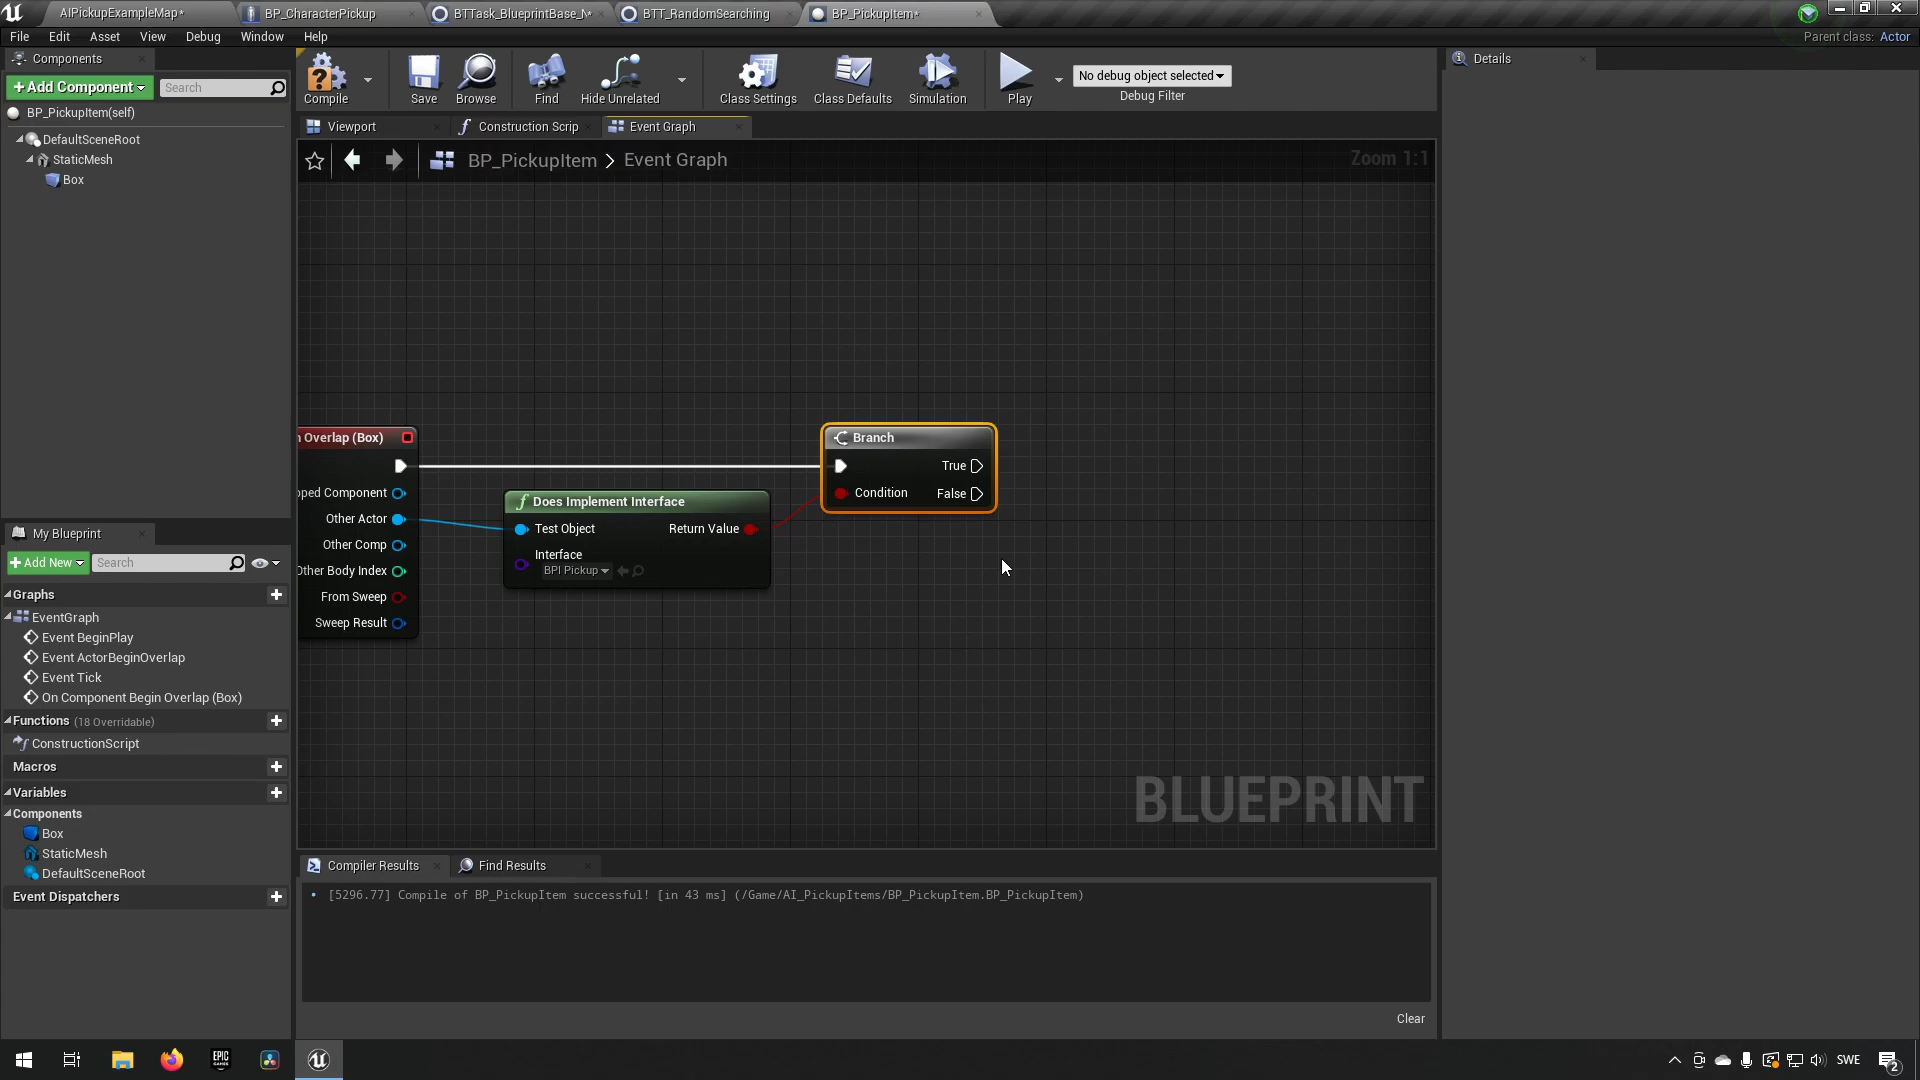 AIPickupExampleMap*
BP_CharacterPickup
BTTask_BlueprintBase_N*
BTT_RandomSearching
BP_PickupItem*
File Edit Asset View Debug Window Help
Parent class: Actor
Components
+Add Component
Search
BP_PickupItem(self)
DefaultSceneRoot
StaticMesh
Box
Compile
Save
Browse
Find
Hide Unrelated
Class Settings
Class Defaults
Simulation
Play
No debug object selected
Debug Filter
Details
Viewport
Construction Scrip
Event Graph
BP_PickupItem > Event Graph
Zoom 1:1
n Overlap (Box)
pped Component
Other Actor
Other Comp
Other Body Index
From Sweep
Sweep Result
Does Implement Interface
Test Object
Return Value
Interface
BPI Pickup
Branch
True
Condition
False
BLUEPRINT
My Blueprint
+Add New
Search
Graphs
EventGraph
Event BeginPlay
Event ActorBeginOverlap
Event Tick
On Component Begin Overlap (Box)
Functions (18 Overridable)
ConstructionScript
Macros
Variables
Components
Box
StaticMesh
DefaultSceneRoot
Event Dispatchers
Compiler Results
Find Results
[5296.77] Compile of BP_PickupItem successful! [in 43 ms] (/Game/AI_PickupItems/BP_PickupItem.BP_PickupItem)
Clear
EPIC
GAMES
SWE
2